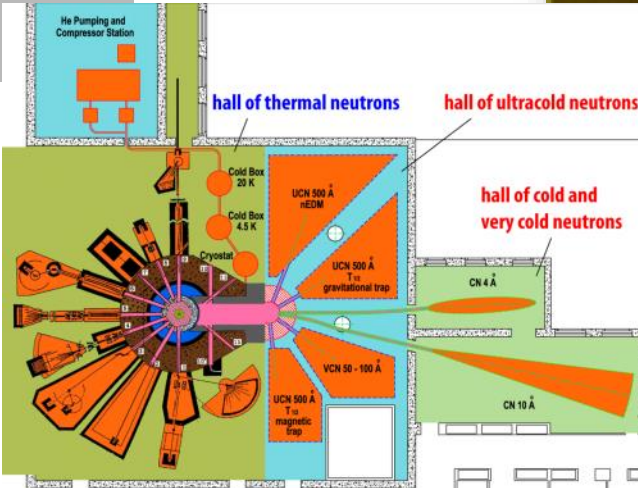 He Pumping and
Compressor Station
hall of thermal neutrons
hall of ultracold neutrons
Cold Box
20 K
UCN 500 Å
nEDM
hall of cold and
very cold neutrons
Cold Box
4.5 K
Cryostat
UCN 500 Å
T1/2
gravitational trap
CN 4 Å
VCN 50 - 100 Å
UCN 500 Å
T1/2
magnetic
trap
CN 10 Å